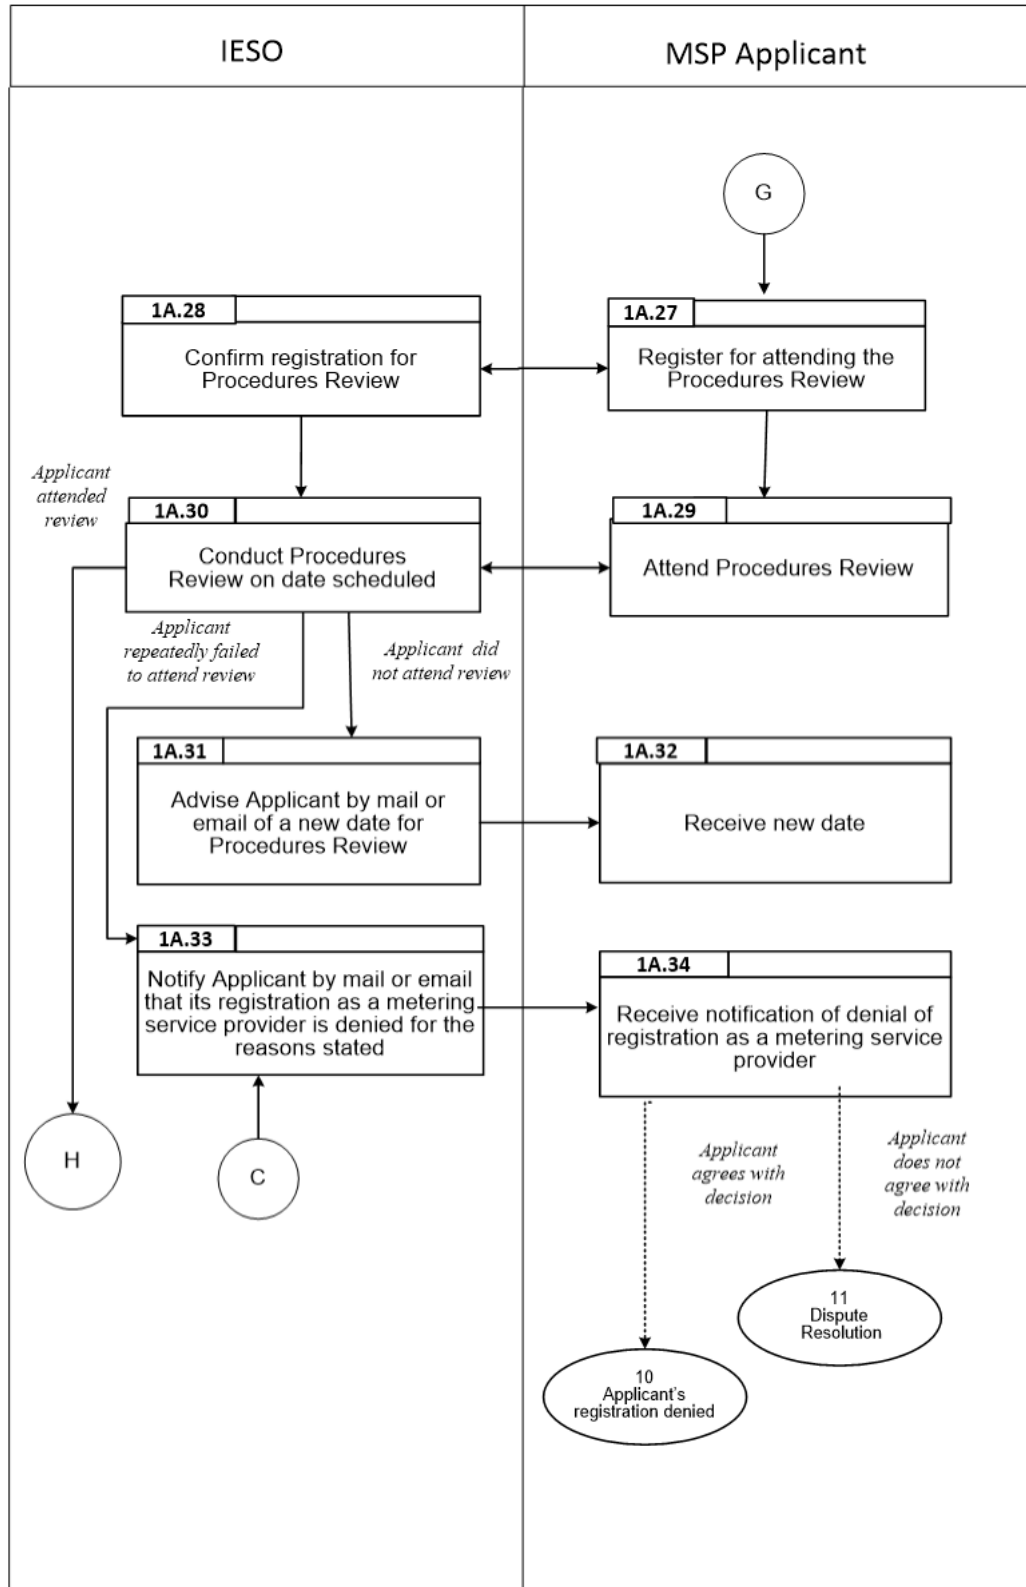 IESO
MSP Applicant
G
1A.28
Confirm registration for
Procedures Review
1A.27
Register for attending the
Procedures Review
Applicant
attended
review
1A.30
Conduct Procedures
Review on date scheduled
1A.29
Attend Procedures Review
Applicant
repeatedly failed
to attend review
Applicant did
not attend review
1A.31
Advise Applicant by mail or
email of a new date for
Procedures Review
1A.32
Receive new date
1A.33
Notify Applicant by mail or email
that its registration as a metering
service provider is denied for the
reasons stated
1A.34
Receive notification of denial of
registration as a metering service
provider
H
C
Applicant
agrees with
decision
Applicant
does not
agree with
decision
11
Dispute
Resolution
10
Applicant's
registration denied